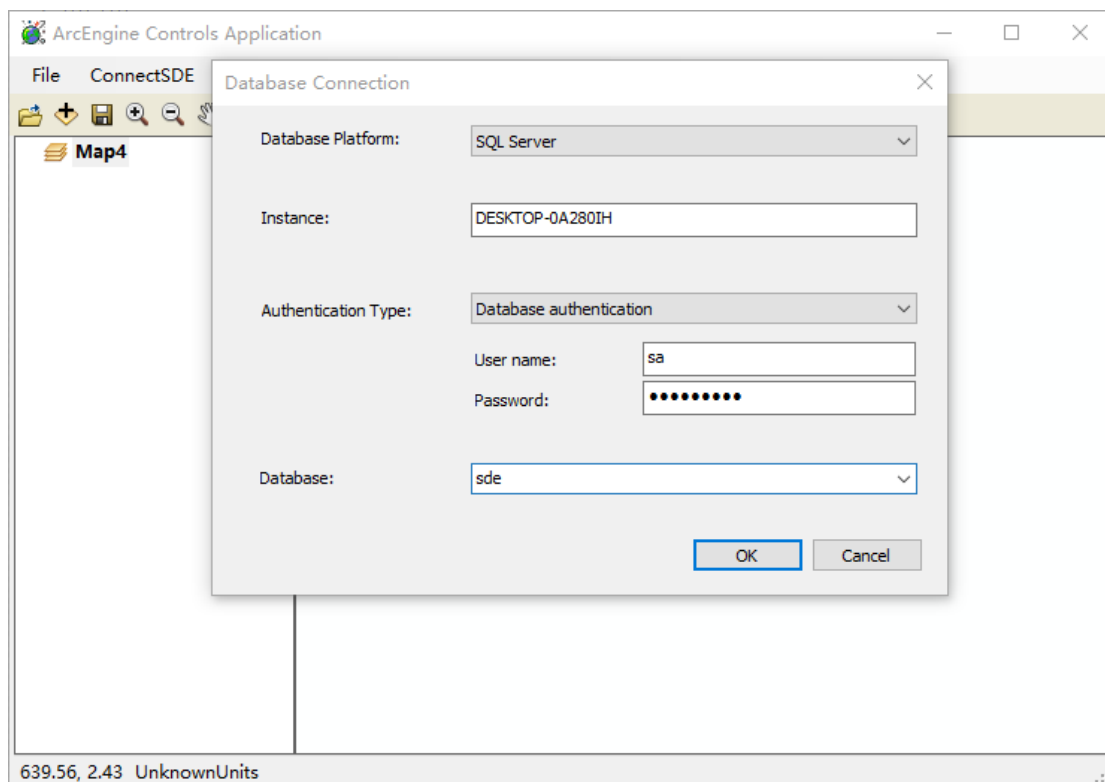 ArcEngine Controls Application
File ConnectSDE
Database Connection
Map4
Database Platform: SQL Server
Instance: DESKTOP-0A280IH
Authentication Type: Database authentication
User name: sa
Password: ●●●●●●●●●
Database: sde
OK Cancel
639.56, 2.43 UnknownUnits